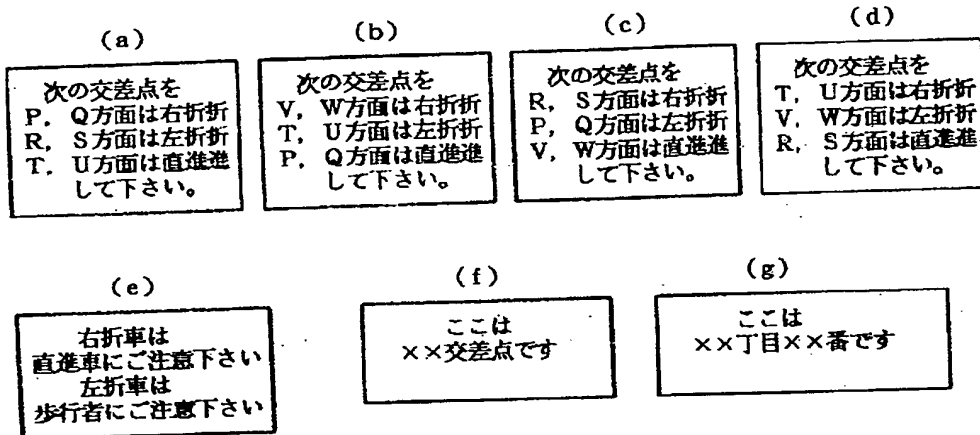 (a)
次の交差点を
P, Q方面は右折折
R, S方面は左折折
T, U方面は直進進
して下さい。
(b)
次の交差点を
V, W方面は右折折
T, U方面は左折折
P, Q方面は直進進
して下さい。
(c)
次の交差点を
R, S方面は右折折
P, Q方面は左折折
V, W方面は直進進
して下さい。
(d)
次の交差点を
T, U方面は右折折
V, W方面は左折折
R, S方面は直進進
して下さい。
(e)
右折車は
直進車にご注意下さい
左折車は
歩行者にご注意下さい
(f)
ここは
××交差点です
(g)
ここは
××丁目××番です